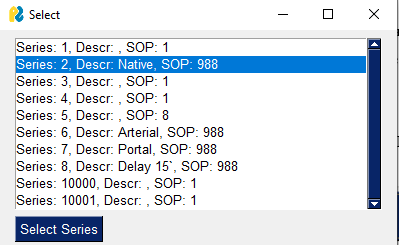 Select
Series: 1, Descr: , SOP: 1
Series: 2, Descr: Native, SOP: 988
Series: 3, Descr: , SOP: 1
Series: 4, Descr: , SOP: 1
Series: 5, Descr: , SOP: 8
Series: 6, Descr: Arterial, SOP: 988
Series: 7, Descr: Portal, SOP: 988
Series: 8, Descr: Delay 15`, SOP: 988
Series: 10000, Descr: , SOP: 1
Series: 10001, Descr: , SOP: 1
Select Series